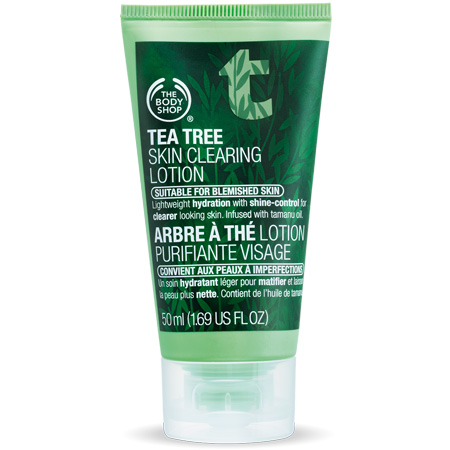 t
THE
BODY
SHOP®
TEA TREE
SKIN CLEARING
LOTION
SUITABLE FOR BLEMISHED SKIN
Lightweight hydration with shine-control for
clearer looking skin. Infused with tamanu oil.
ARBRE À THÉ LOTION
PURIFIANTE VISAGE
CONVIENT AUX PEAUX À IMPERFECTIONS
Un soin hydratant léger pour matifier et
la peau plus nette. Contient de l'huile de
50 ml (1.69 US FL OZ)